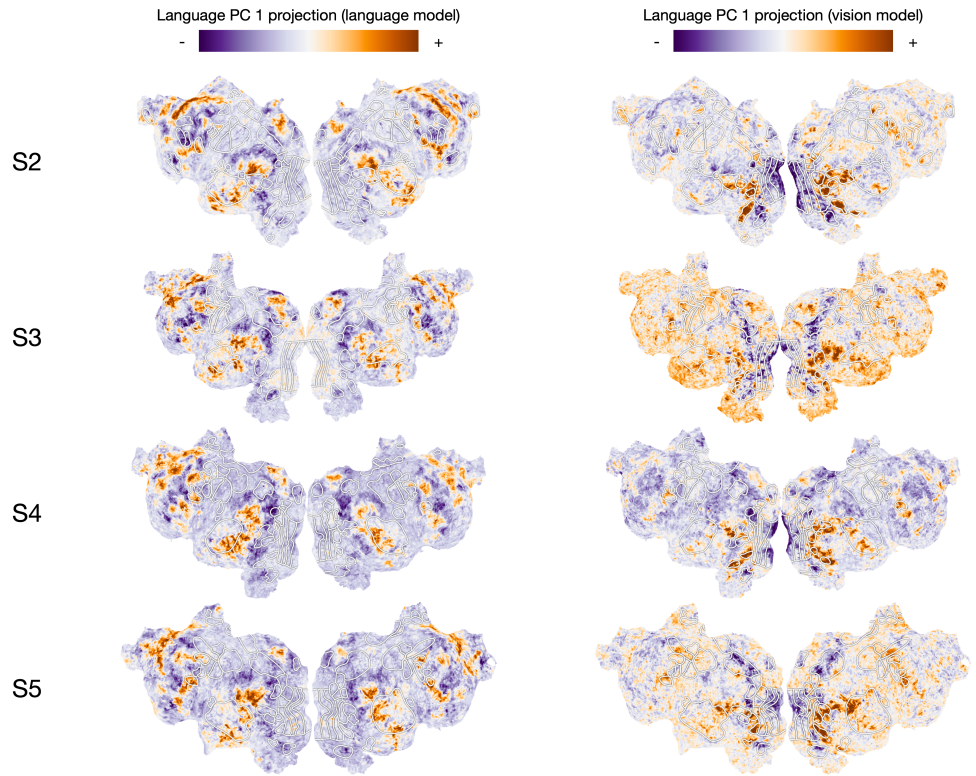 Language PC 1 projection (language model)
- +
Language PC 1 projection (vision model)
- +
S2
S3
S4
S5